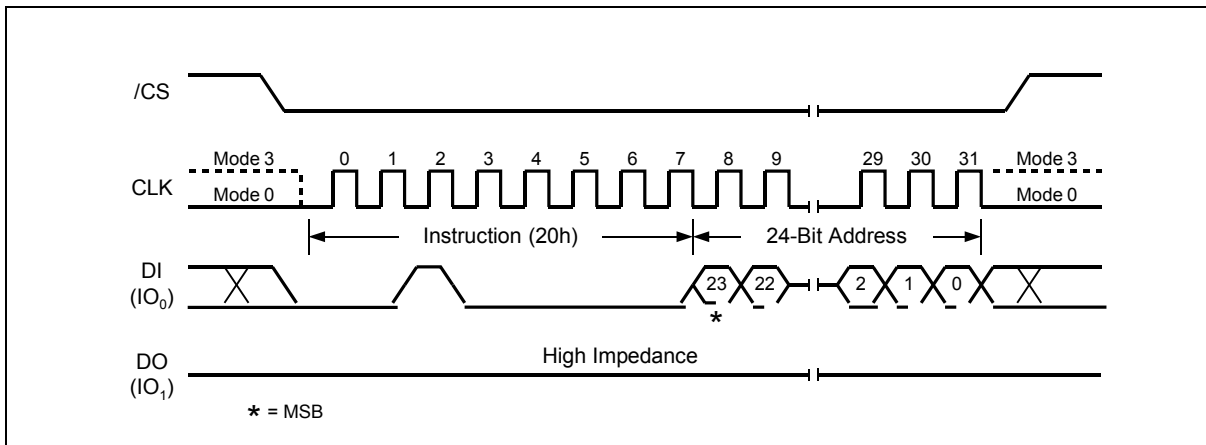 /CS
Mode 3 0 1 2 3 4 5 6 7 8 9 29 30 31 Mode 3
CLK Mode 0 Mode 0
Instruction (20h) 24-Bit Address
DI
(IO₀)
23 22 2 1 0
*
High Impedance
DO
(IO₁)
* = MSB